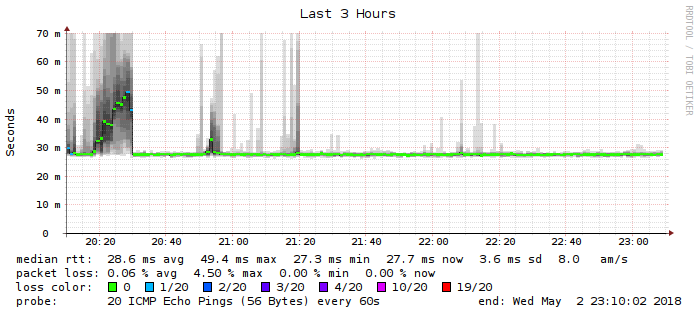 Last 3 Hours
RRDTOOL / TOBI OETIKER
Seconds
70 m
60 m
50 m
40 m
30 m
20 m
10 m
0
20:20 20:40 21:00 21:20 21:40 22:00 22:20 22:40 23:00
median rtt: 28.6 ms avg 49.4 ms max 27.3 ms min 27.7 ms now 3.6 ms sd 8.0 am/s
packet loss: 0.06 % avg 4.50 % max 0.00 % min 0.00 % now
loss color: 0 1/20 2/20 3/20 4/20 10/20 19/20
probe: 20 ICMP Echo Pings (56 Bytes) every 60s end: Wed May 2 23:10:02 2018